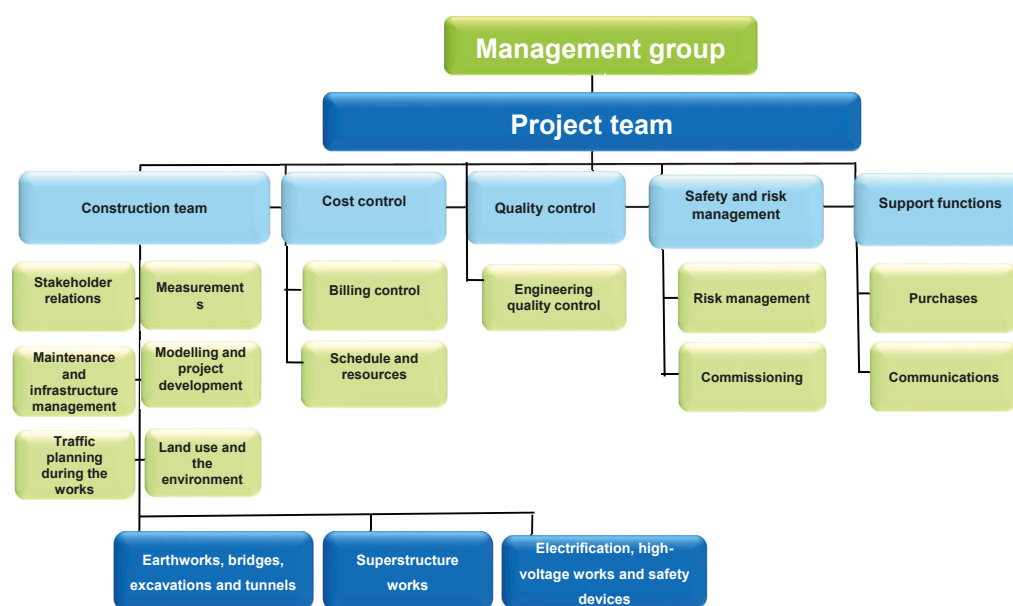 Management group
Project team
Construction team
Cost control
Quality control
Safety and risk
management
Support functions
Stakeholder
relations
Measurement
s
Billing control
Engineering
quality control
Risk management
Purchases
Maintenance
and
infrastructure
management
Modelling and
project
development
Schedule and
resources
Commissioning
Communications
Traffic
planning
during the
works
Land use and
the
environment
Earthworks, bridges,
excavations and tunnels
Superstructure
works
Electrification, high-
voltage works and safety
devices